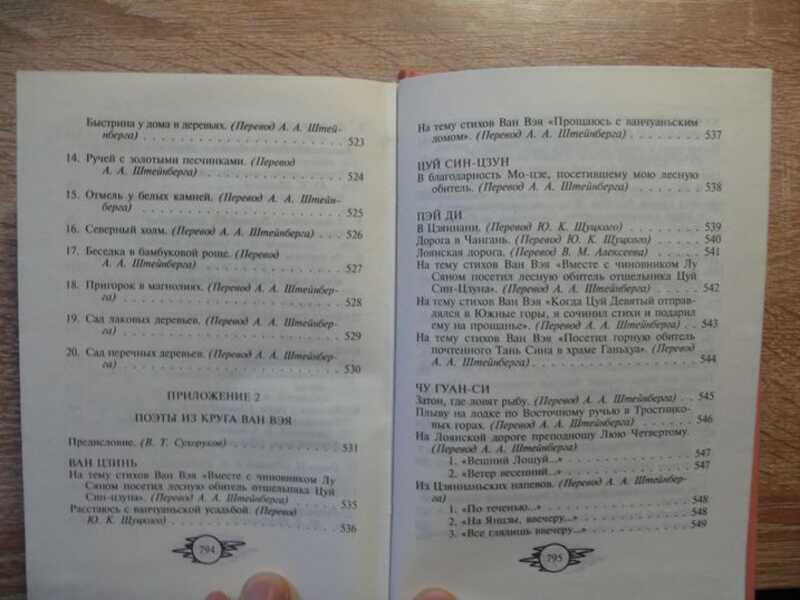 Быстрина у дома в деревьях. (Перевод А. А. Штейн-
берга) . . . . . . . . . . . . . . . . . . . . . . . 523
14. Ручей с золотыми песчинками. (Перевод
А. А. Штейнберга) . . . . . . . . . . . . . . . . 524
15. Отмель у белых камней. (Перевод А. А. Штейн-
берга) . . . . . . . . . . . . . . . . . . . . . . . 525
16. Северный холм. (Перевод А. А. Штейнберга) . . . 526
17. Беседка в бамбуковой роще. (Перевод
А. А. Штейнберга) . . . . . . . . . . . . . . . . 527
18. Пригорок в магнолиях. (Перевод А. А. Штейнбер-
га) . . . . . . . . . . . . . . . . . . . . . . . . 528
19. Сад лаковых деревьев. (Перевод А. А. Штейнбер-
га) . . . . . . . . . . . . . . . . . . . . . . . . 529
20. Сад перечных деревьев. (Перевод А. А. Штейнбер-
га) . . . . . . . . . . . . . . . . . . . . . . . . 530
ПРИЛОЖЕНИЕ 2
ПОЭТЫ ИЗ КРУГА ВАН ВЭЯ
Предисловие. (В. Т. Сухоруков) . . . . . . . . . . . 531
ВАН ЦЗИНЬ
На тему стихов Ван Вэя «Вместе с чиновником Лу
Сяном посетил лесную обитель отшельника Цуй
Син-цзуна». (Перевод А. А. Штейнберга) . . . . . . 535
Расстаюсь с ванчуаньской усадьбой. (Перевод
Ю. К. Щуцкого) . . . . . . . . . . . . . . . . . . 536
794
На тему стихов Ван Вэя «Прощаюсь с ванчуаньским
домом». (Перевод А. А. Штейнберга) . . . . . . . . 537
ЦУЙ СИН-ЦЗУН
В благодарность Мо-цзе, посетившему мою лесную
обитель. (Перевод А. А. Штейнберга) . . . . . . . . 538
ПЭЙ ДИ
В Цзяннани. (Перевод Ю. К. Щуцкого) . . . . . . . . 539
Дорога в Чангань. (Перевод Ю. К. Щуцкого) . . . . . 540
Лоянская дорога. (Перевод В. М. Алексеева) . . . . . 541
На тему стихов Ван Вэя «Вместе с чиновником Лу
Сяном посетил лесную обитель отшельника Цуй
Син-Цзуна». (Перевод А. А. Штейнберга) . . . . . . 542
На тему стихов Ван Вэя «Когда Цуй Девятый отправ-
лялся в Южные горы, я сочинил стихи и подарил
ему на прощанье». (Перевод А. А. Штейнберга) . . . 543
На тему стихов Ван Вэя «Посетил горную обитель
почтенного Тань Сина в храме Ганьхуа». (Перевод
А. А. Штейнберга) . . . . . . . . . . . . . . . . . 544
ЧУ ГУАН-СИ
Затон, где ловят рыбу. (Перевод А. А. Штейнберга) . . 545
Плыву на лодке по Восточному ручью в Тростнико-
вых горах. (Перевод А. А. Штейнберга) . . . . . . . 546
На Лоянской дороге преподношу Люю Четвертому.
(Перевод А. А. Штейнберга) . . . . . . . . . . . . 547
1. «Вешний Лошуй...» . . . . . . . . . . . . . . . 547
2. «Ветер весенний...» . . . . . . . . . . . . . .
Из Цзяннаньских напевов. (Перевод А. А. Штейнбер-
га)
1. «По теченью...» . . . . . . . . . . . . . . . . 548
2. «На Янцзы, ввечеру...» . . . . . . . . . . . . . 548
3. «Все глядишь ввечеру...» . . . . . . . . . . . . 549
795